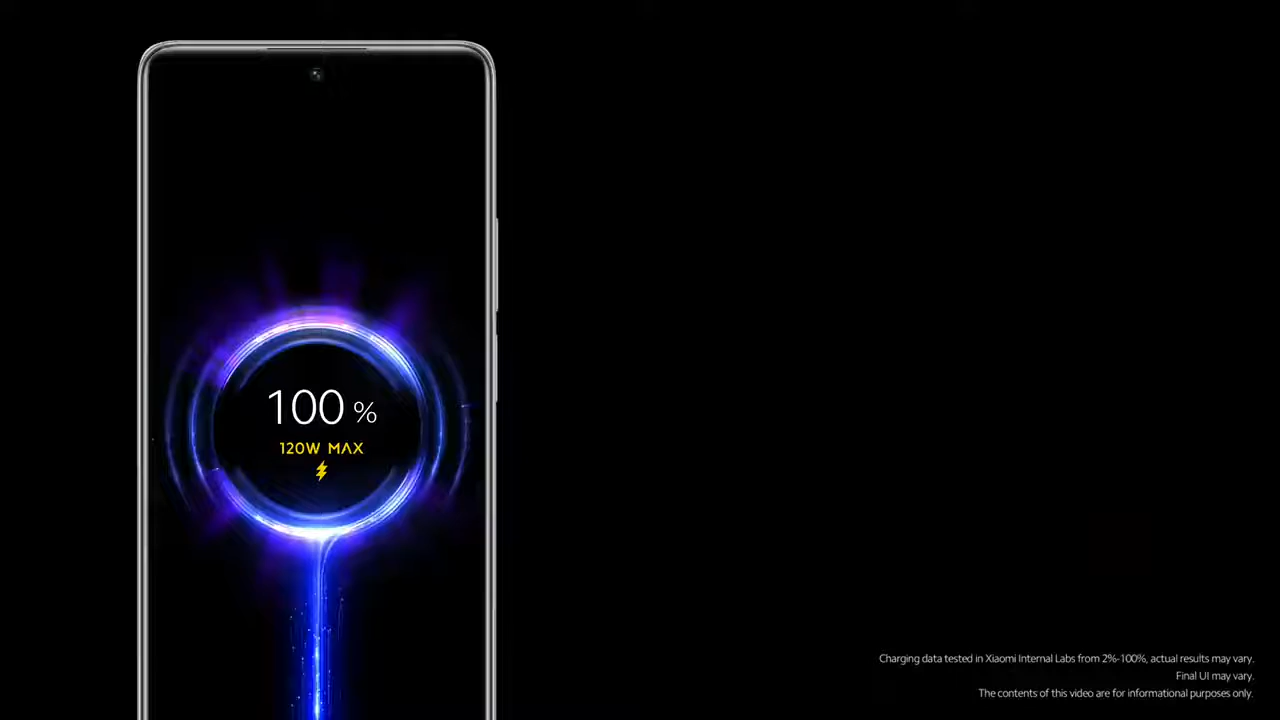 100 %
120W MAX
Charging data tested in Xiaomi Internal Labs from 2%-100%, actual results may vary.
Final UI may vary.
The contents of this video are for informational purposes only.